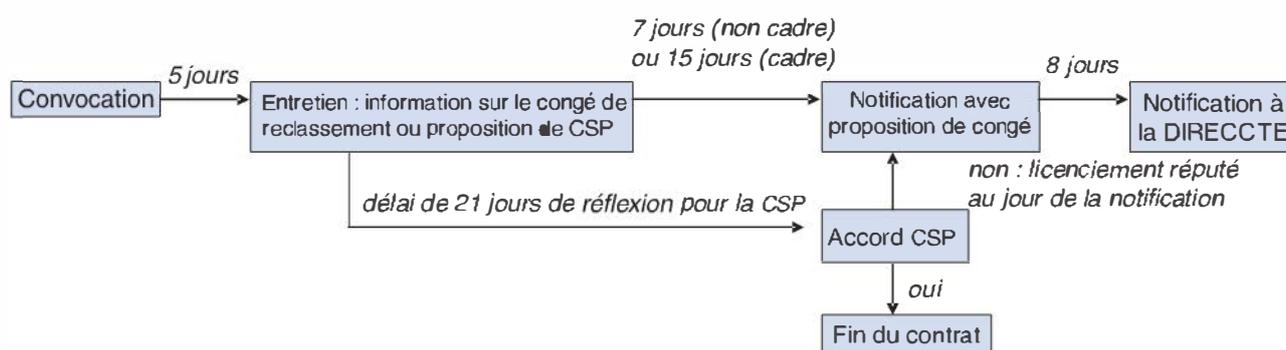 7 jours (non cadre)
ou 15 jours (cadre)
5 jours
8 jours
Convocation
Entretien : information sur le congé de
reclassement ou proposition de CSP
Notification avec
proposition de congé
Notification à
la DIRECCTE
non : licenciement réputé
au jour de la notification
délai de 21 jours de réflexion pour la CSP
Accord CSP
oui
Fin du contrat